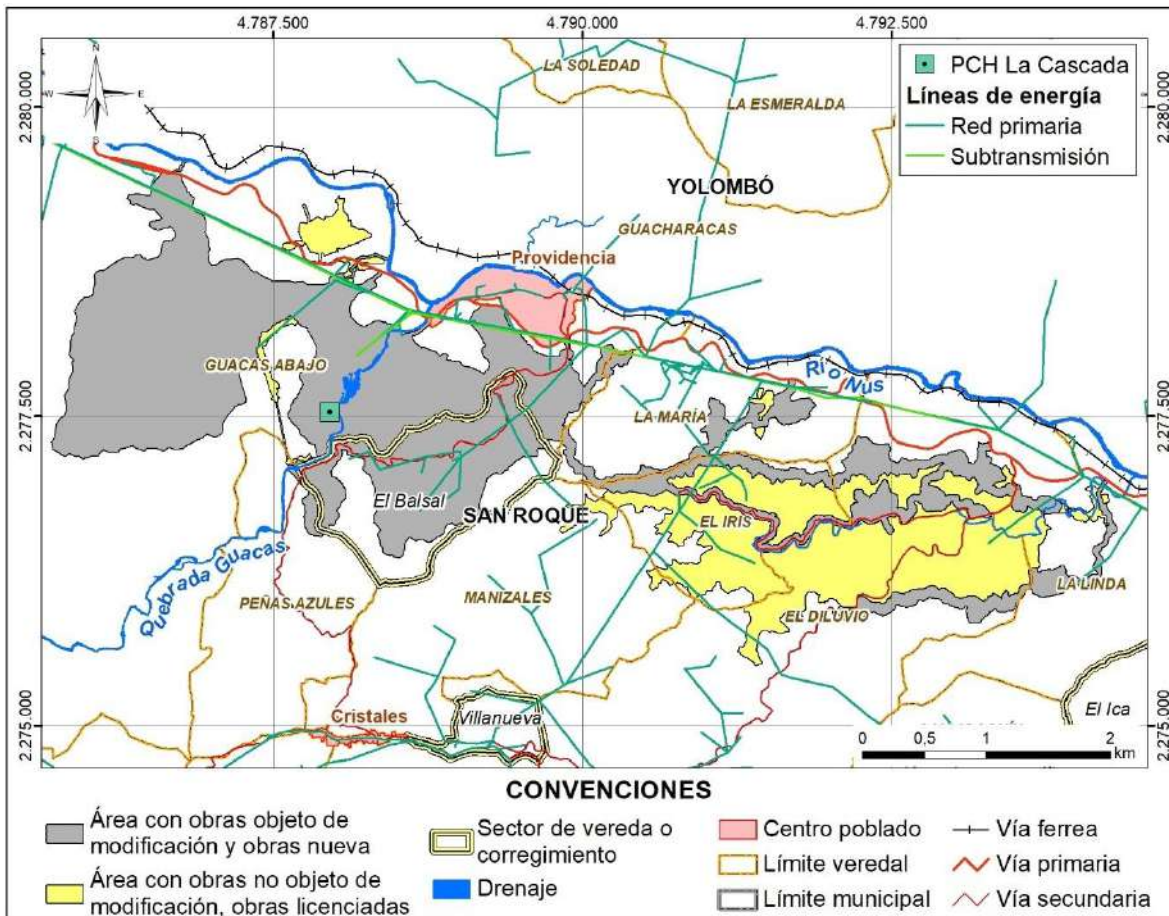 4.787.500 4.790.000 4.792.500
N
W E
S
PCH La Cascada
Líneas de energía
Red primaria
Subtransmisión
2.280.000
2.280.000
LA SOLEDAD
LA ESMERALDA
YOLOMBÓ
GUACHARACAS
Providencia
GUACAS ABAJO
Río Nus
2.277.500
2.277.500
LA MARÍA
El Balsal
SAN ROQUE
EL IRIS
Quebrada Guacas
PEÑAS AZULES
MANIZALES
EL DILUVIO
LA LINDA
Cristales
Villanueva
El Ica
2.275.000
2.275.000
0 0,5 1 2
km
CONVENCIONES
Área con obras objeto de
modificación y obras nueva
Área con obras no objeto de
modificación, obras licenciadas
Sector de vereda o
corregimiento
Drenaje
Centro poblado
Límite veredal
Límite municipal
Vía ferrea
Vía primaria
Vía secundaria